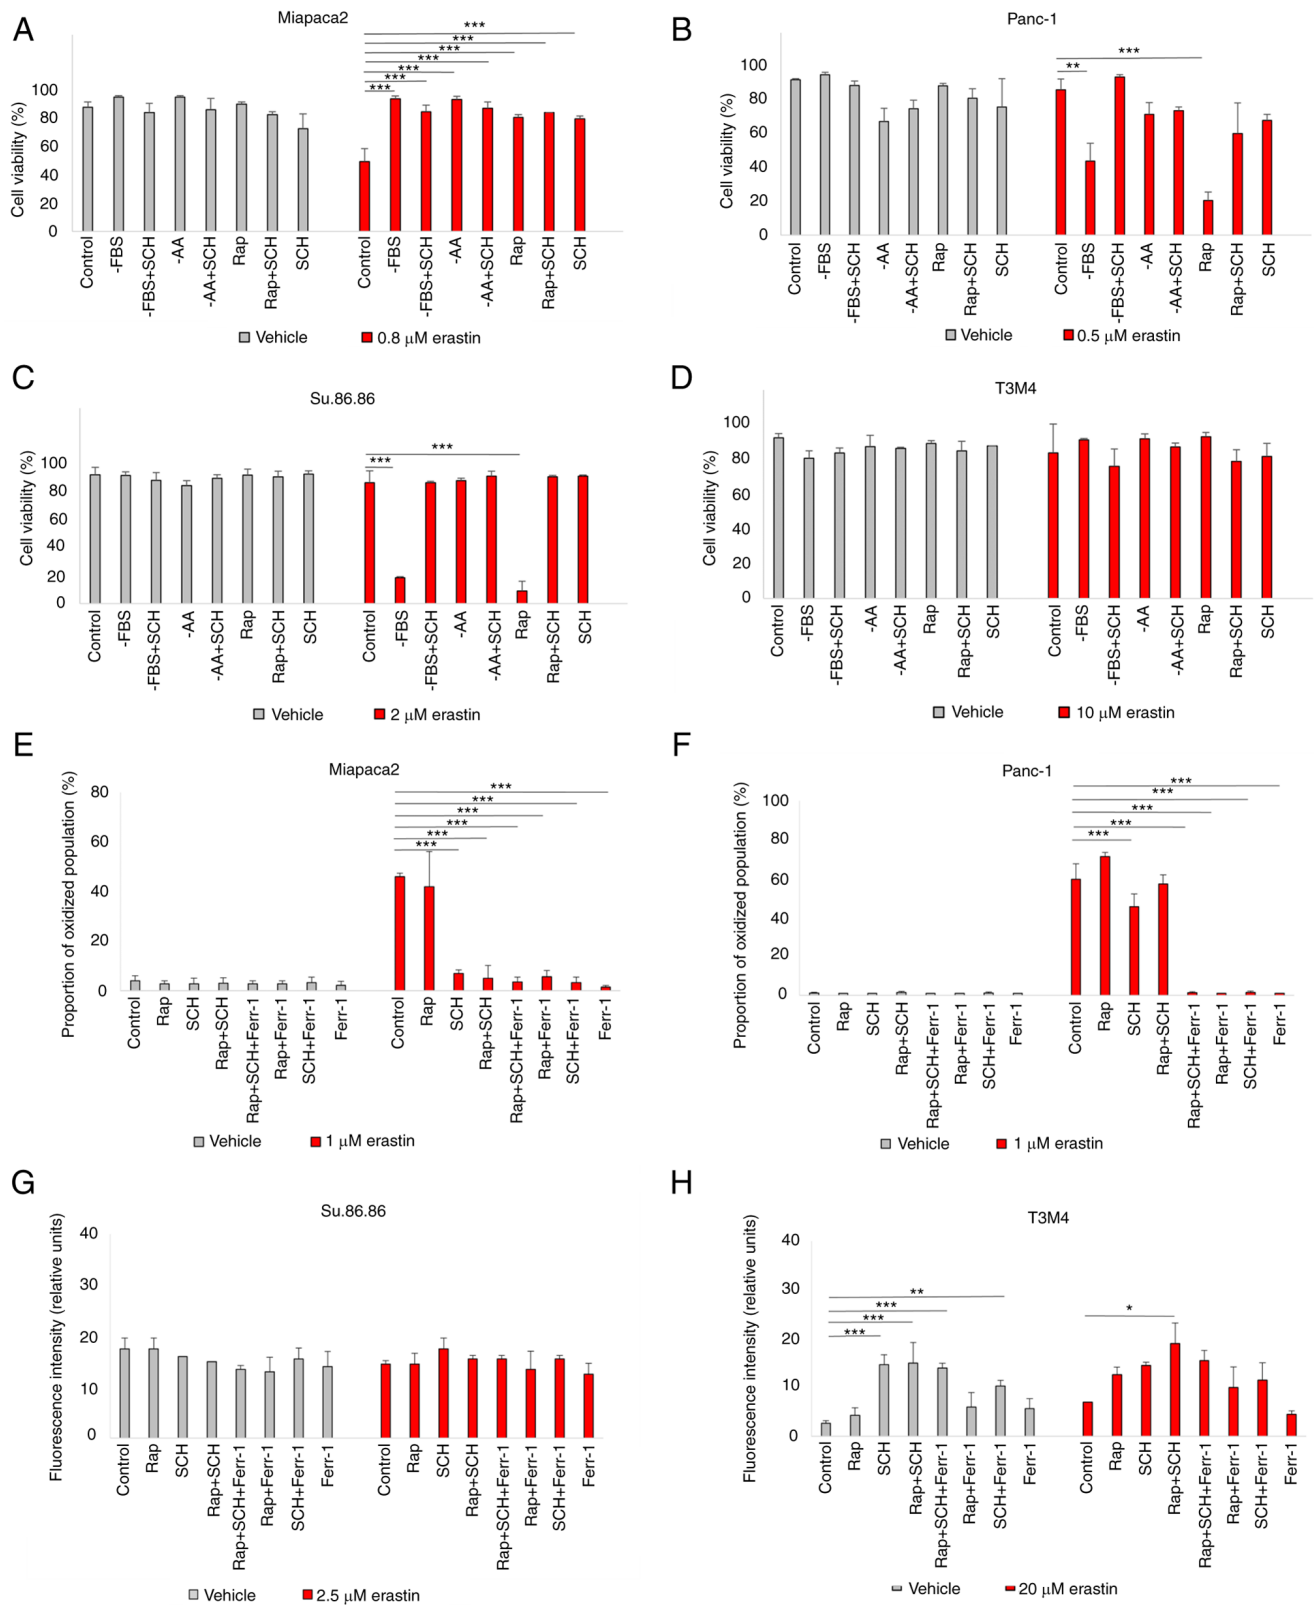 A
Miapaca2
***
***
***
***
***
***
***
Cell viability (%)
100
80
60
40
20
0
Control
-FBS
-FBS+SCH
-AA
-AA+SCH
Rap
Rap+SCH
SCH
Control
-FBS
-FBS+SCH
-AA
-AA+SCH
Rap
Rap+SCH
SCH
Vehicle
0.8 μM erastin
B
Panc-1
***
**
Cell viability (%)
100
80
60
40
20
0
Control
-FBS
-FBS+SCH
-AA
-AA+SCH
Rap
Rap+SCH
SCH
Control
-FBS
-FBS+SCH
-AA
-AA+SCH
Rap
Rap+SCH
SCH
Vehicle
0.5 μM erastin
C
Su.86.86
***
***
Cell viability (%)
100
80
60
40
20
0
Control
-FBS
-FBS+SCH
-AA
-AA+SCH
Rap
Rap+SCH
SCH
Control
-FBS
-FBS+SCH
-AA
-AA+SCH
Rap
Rap+SCH
SCH
Vehicle
2 μM erastin
D
T3M4
Cell viability (%)
100
80
60
40
20
0
Control
-FBS
-FBS+SCH
-AA
-AA+SCH
Rap
Rap+SCH
SCH
Control
-FBS
-FBS+SCH
-AA
-AA+SCH
Rap
Rap+SCH
SCH
Vehicle
10 μM erastin
E
Miapaca2
***
***
***
***
***
***
Proportion of oxidized population (%)
80
60
40
20
0
Control
Rap
SCH
Rap+SCH
Rap+SCH+Ferr-1
Rap+Ferr-1
SCH+Ferr-1
Ferr-1
Control
Rap
SCH
Rap+SCH
Rap+SCH+Ferr-1
Rap+Ferr-1
SCH+Ferr-1
Ferr-1
Vehicle
1 μM erastin
F
Panc-1
***
***
***
***
***
Proportion of oxidized population (%)
100
80
60
40
20
0
Control
Rap
SCH
Rap+SCH
Rap+SCH+Ferr-1
Rap+Ferr-1
SCH+Ferr-1
Ferr-1
Control
Rap
SCH
Rap+SCH
Rap+SCH+Ferr-1
Rap+Ferr-1
SCH+Ferr-1
Ferr-1
Vehicle
1 μM erastin
G
Su.86.86
Fluorescence intensity (relative units)
40
30
20
10
0
Control
Rap
SCH
Rap+SCH
Rap+SCH+Ferr-1
Rap+Ferr-1
SCH+Ferr-1
Ferr-1
Control
Rap
SCH
Rap+SCH
Rap+SCH+Ferr-1
Rap+Ferr-1
SCH+Ferr-1
Ferr-1
Vehicle
2.5 μM erastin
H
T3M4
**
***
***
***
*
Fluorescence intensity (relative units)
40
30
20
10
0
Control
Rap
SCH
Rap+SCH
Rap+SCH+Ferr-1
Rap+Ferr-1
SCH+Ferr-1
Ferr-1
Control
Rap
SCH
Rap+SCH
Rap+SCH+Ferr-1
Rap+Ferr-1
SCH+Ferr-1
Ferr-1
Vehicle
20 μM erastin